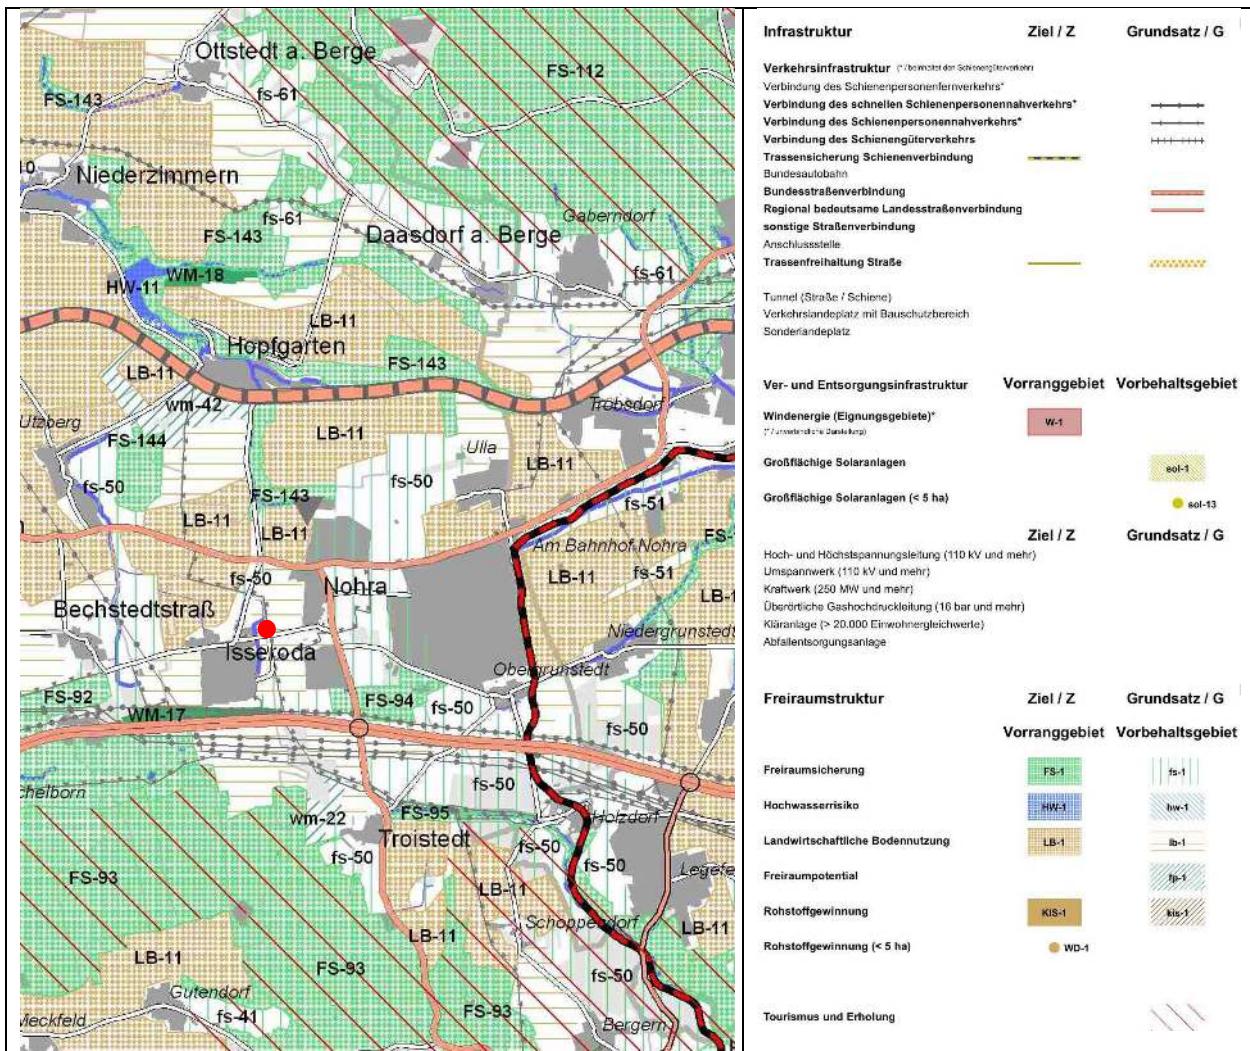 Ottstedt a. Berge
FS-112
fs-61
FS-143
Niederzimmern
10
fs-61
Gaberndorf
FS-143
Daasdorf a. Berge
WM-18
fs-61
HW-11
LB-11
Hopfgarten
LB-11
FS-143
wm-42
Tröbsdorf
Utzberg
LB-11
FS-144
Ulla
LB-11
fs-50
fs-50
FS-143
fs-51
LB-11
LB-11
Am Bahnhof Nohra
FS-
fs-50
LB-11
fs-51
Nohra
LB-1
Bechstedtstraß
Niedergrunstedt
Isseroda
Obergrunstedt
FS-92
FS-94
fs-50
WM-17
fs-50
chelborn
fs-50
wm-22
FS-95
Holzdorf
Troistedt
fs-50
fs-50
fs-50
Legefe
FS-93
LB-11
Schoppendorf
LB-11
LB-11
LB-11
FS-93
fs-50
Gutendorf
FS-93
Meckfeld
fs-41
Bergern
Infrastruktur Ziel / Z Grundsatz / G
Verkehrsinfrastruktur (* / beinhaltet den Schienengüterverkehr)
Verbindung des Schienenpersonenfernverkehrs*
Verbindung des schnellen Schienenpersonennahverkehrs*
Verbindung des Schienenpersonennahverkehrs*
Verbindung des Schienengüterverkehrs
Trassensicherung Schienenverbindung
Bundesautobahn
Bundesstraßenverbindung
Regional bedeutsame Landesstraßenverbindung
sonstige Straßenverbindung
Anschlussstelle
Trassenfreihaltung Straße
Tunnel (Straße / Schiene)
Verkehrslandeplatz mit Bauschutzbereich
Sonderlandeplatz
Ver- und Entsorgungsinfrastruktur Vorranggebiet Vorbehaltsgebiet
Windenergie (Eignungsgebiete)* W-1
(* / unverbindliche Darstellung)
Großflächige Solaranlagen sol-1
Großflächige Solaranlagen (< 5 ha) sol-13
Ziel / Z Grundsatz / G
Hoch- und Höchstspannungsleitung (110 kV und mehr)
Umspannwerk (110 kV und mehr)
Kraftwerk (250 MW und mehr)
Überörtliche Gashochdruckleitung (16 bar und mehr)
Kläranlage (> 20.000 Einwohnergleichwerte)
Abfallentsorgungsanlage
Freiraumstruktur Ziel / Z Grundsatz / G
Vorranggebiet Vorbehaltsgebiet
Freiraumsicherung FS-1 fs-1
Hochwasserrisiko HW-1 hw-1
Landwirtschaftliche Bodennutzung LB-1 lb-1
Freiraumpotential fp-1
Rohstoffgewinnung KIS-1 kis-1
Rohstoffgewinnung (< 5 ha) WD-1
Tourismus und Erholung